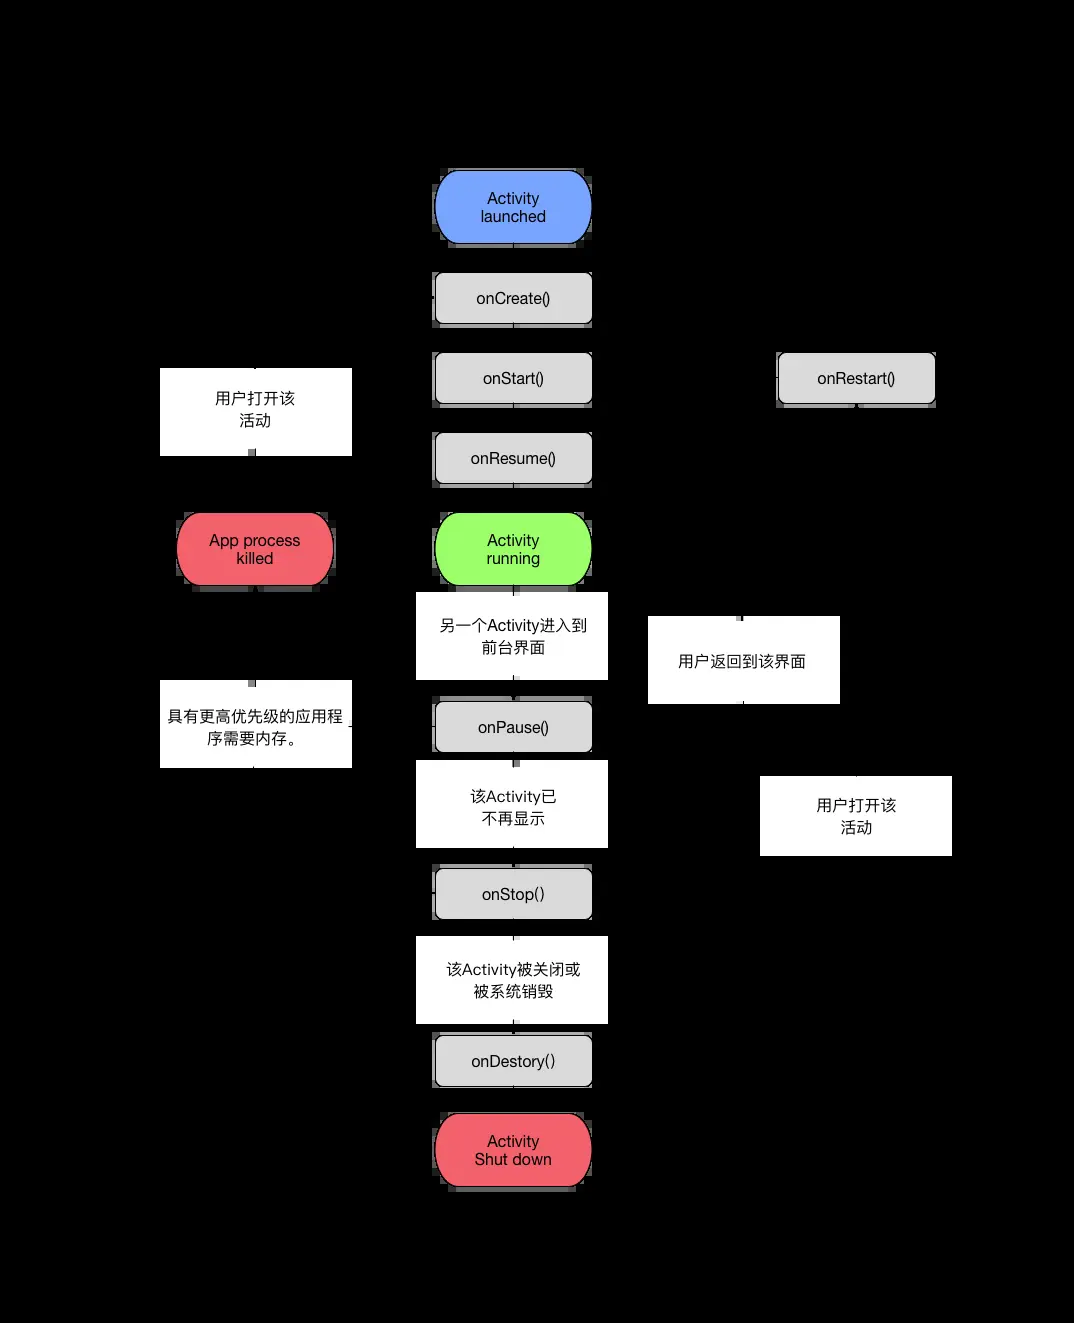 Activity
launched
onCreate()
onStart()
onRestart()
用户打开该
活动
onResume()
App process
killed
Activity
running
另一个Activity进入到
前台界面
用户返回到该界面
具有更高优先级的应用程
序需要内存。
onPause()
该Activity已
不再显示
用户打开该
活动
onStop()
该Activity被关闭或
被系统销毁
onDestory()
Activity
Shut down